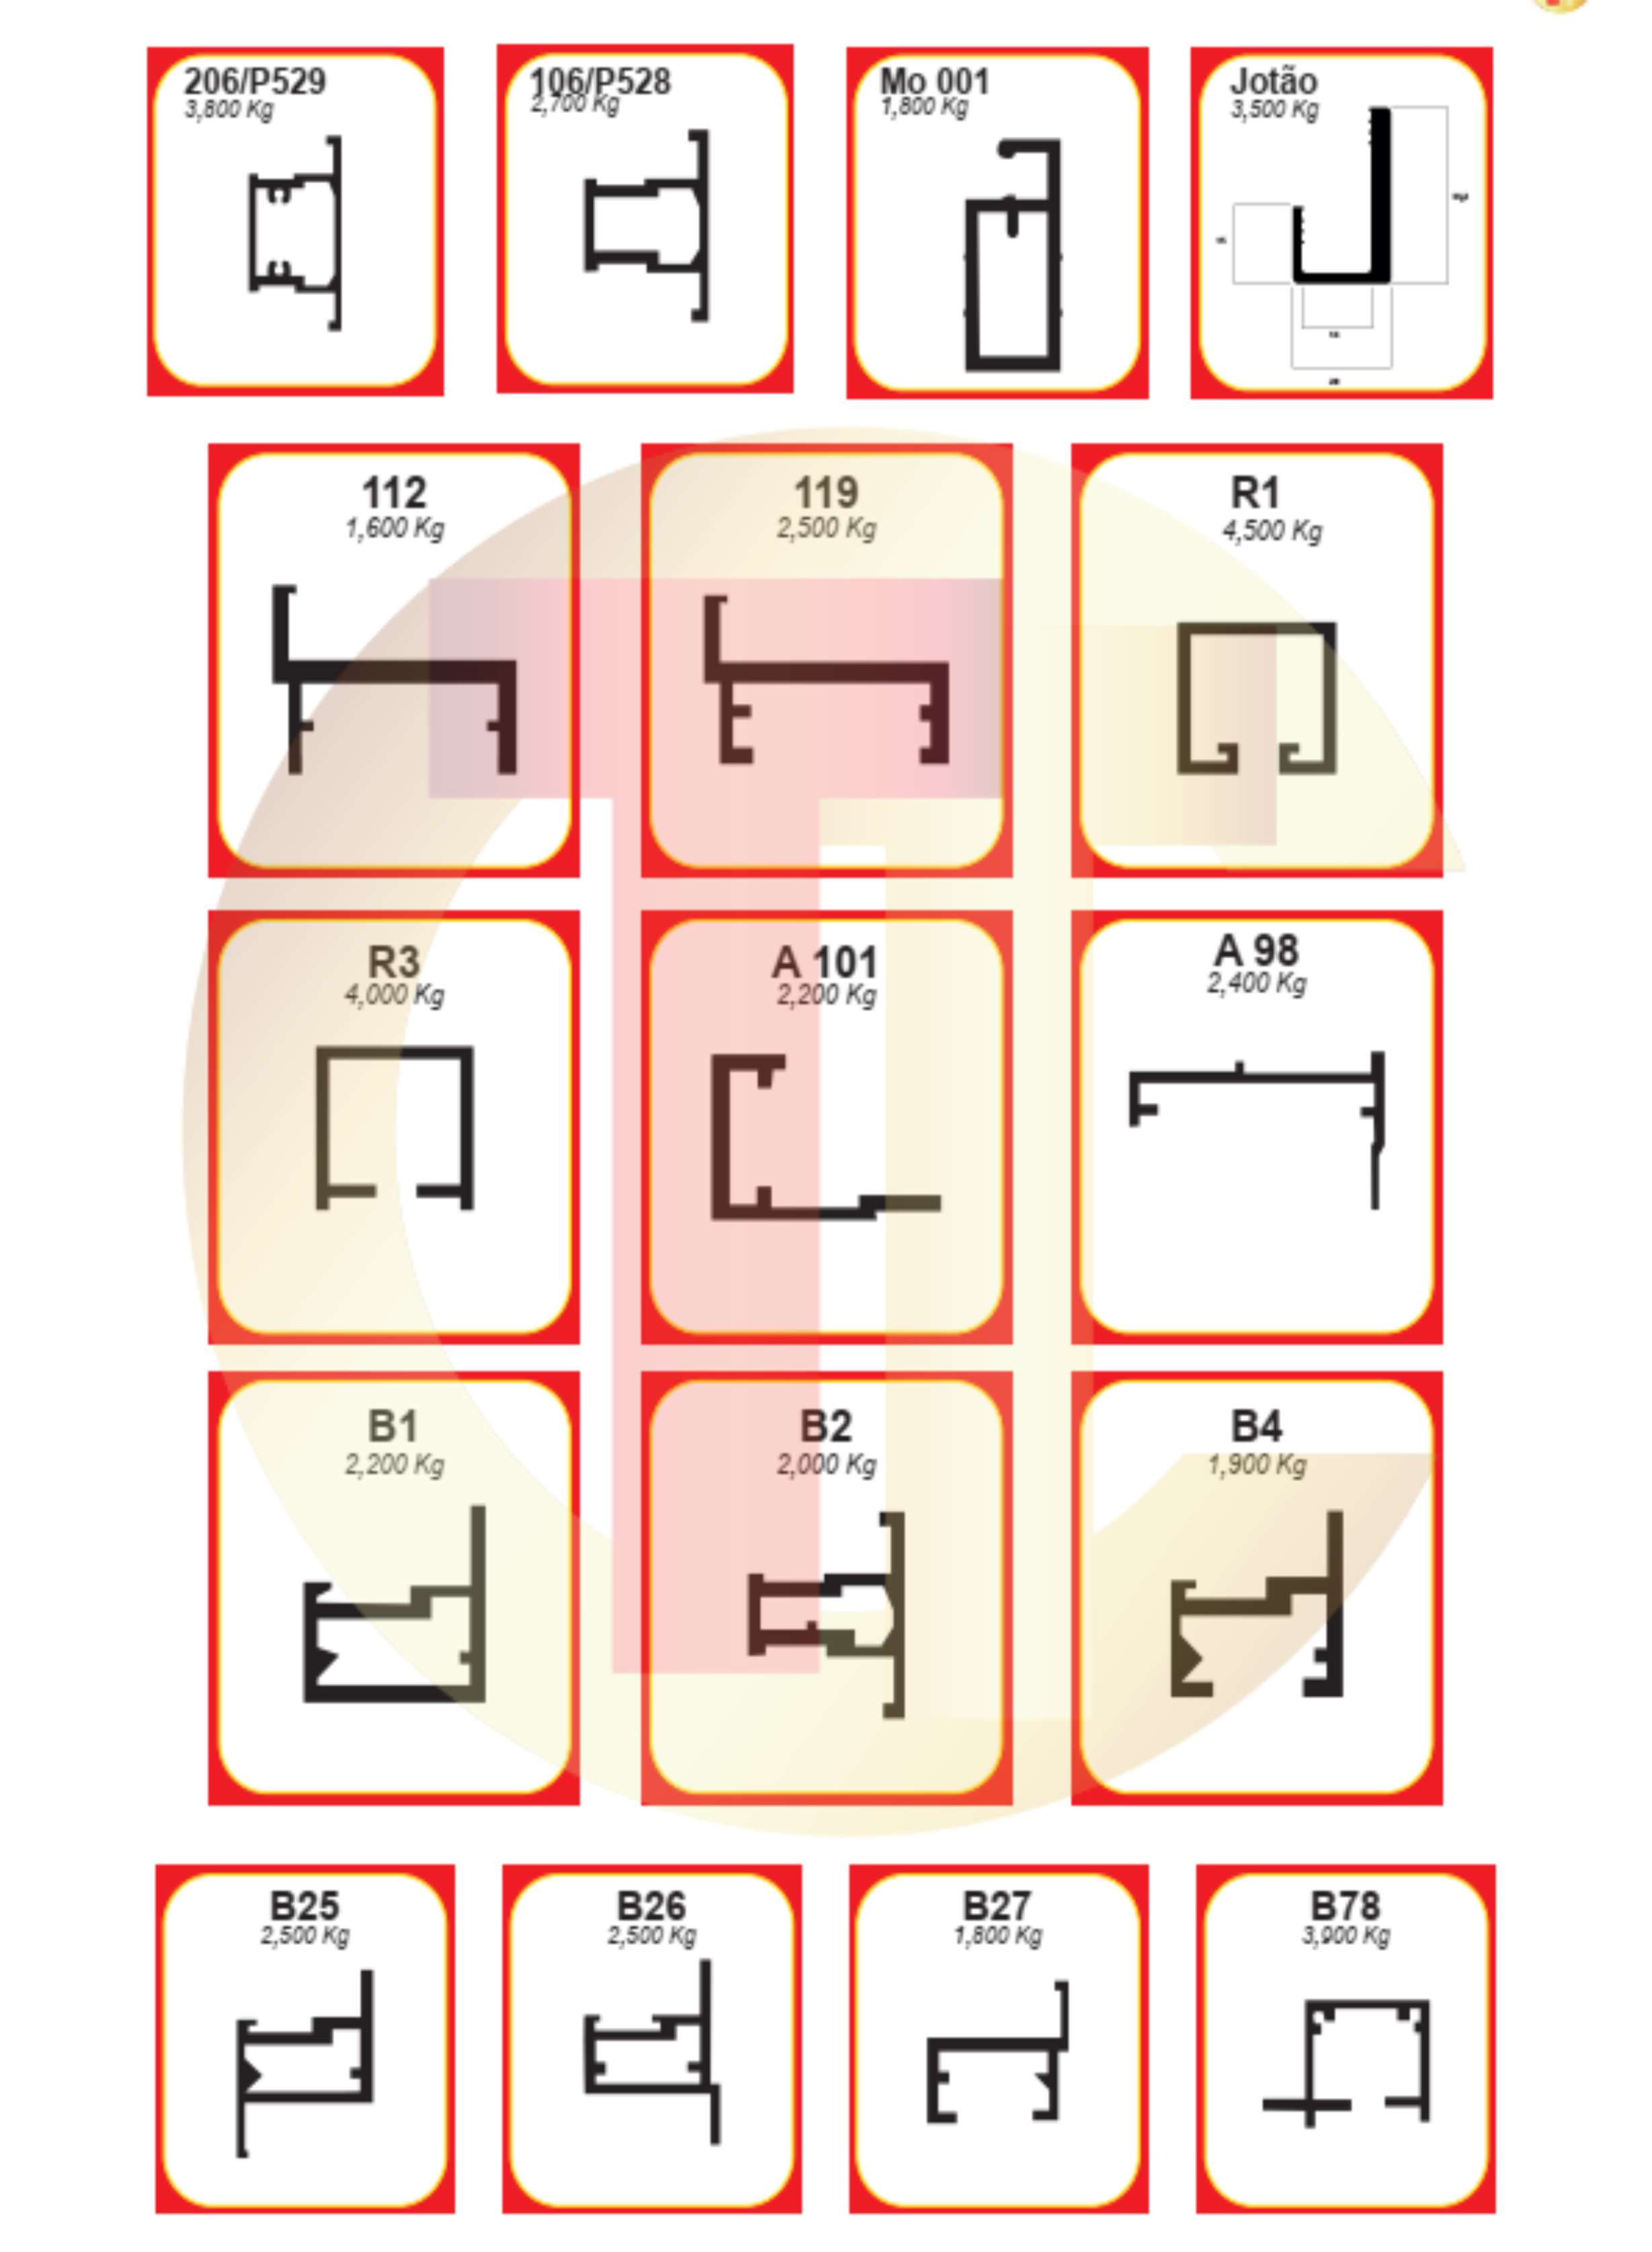 206/P529
3,800 Kg
106/P528
2,700 Kg
Mo 001
1,800 Kg
Jotão
3,500 Kg
112
1,600 Kg
119
2,500 Kg
R1
4,500 Kg
R3
4,000 Kg
A 101
2,200 Kg
A 98
2,400 Kg
B1
2,200 Kg
B2
2,000 Kg
B4
1,900 Kg
B25
2,500 Kg
B26
2,500 Kg
B27
1,800 Kg
B78
3,900 Kg